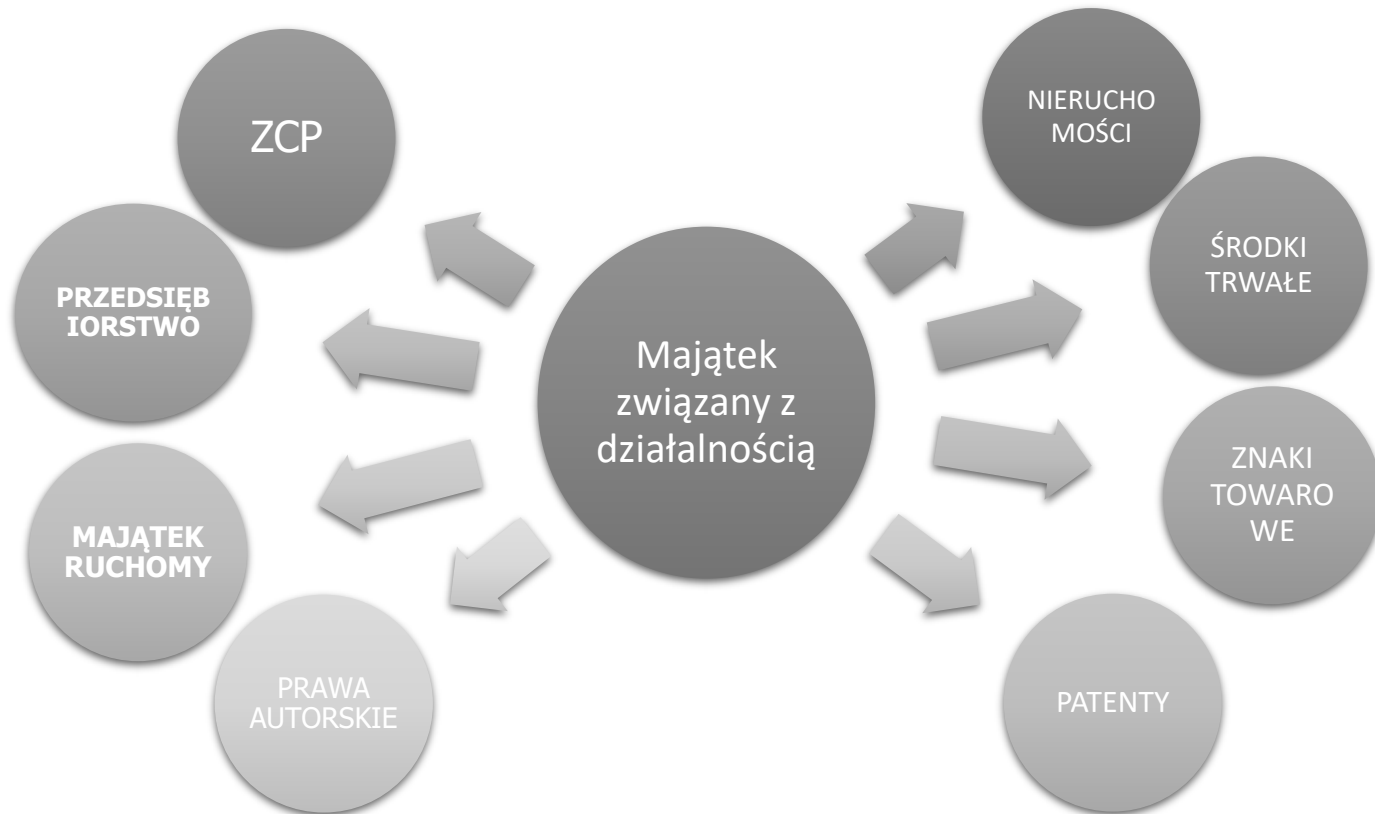 ZCP
PRZEDSIĘB
IORSTWO
MAJĄTEK
RUCHOMY
PRAWA
AUTORSKIE
Majątek
związany z
działalnością
NIERUCHO
MOŚCI
ŚRODKI
TRWAŁE
ZNAKI
TOWARO
WE
PATENTY